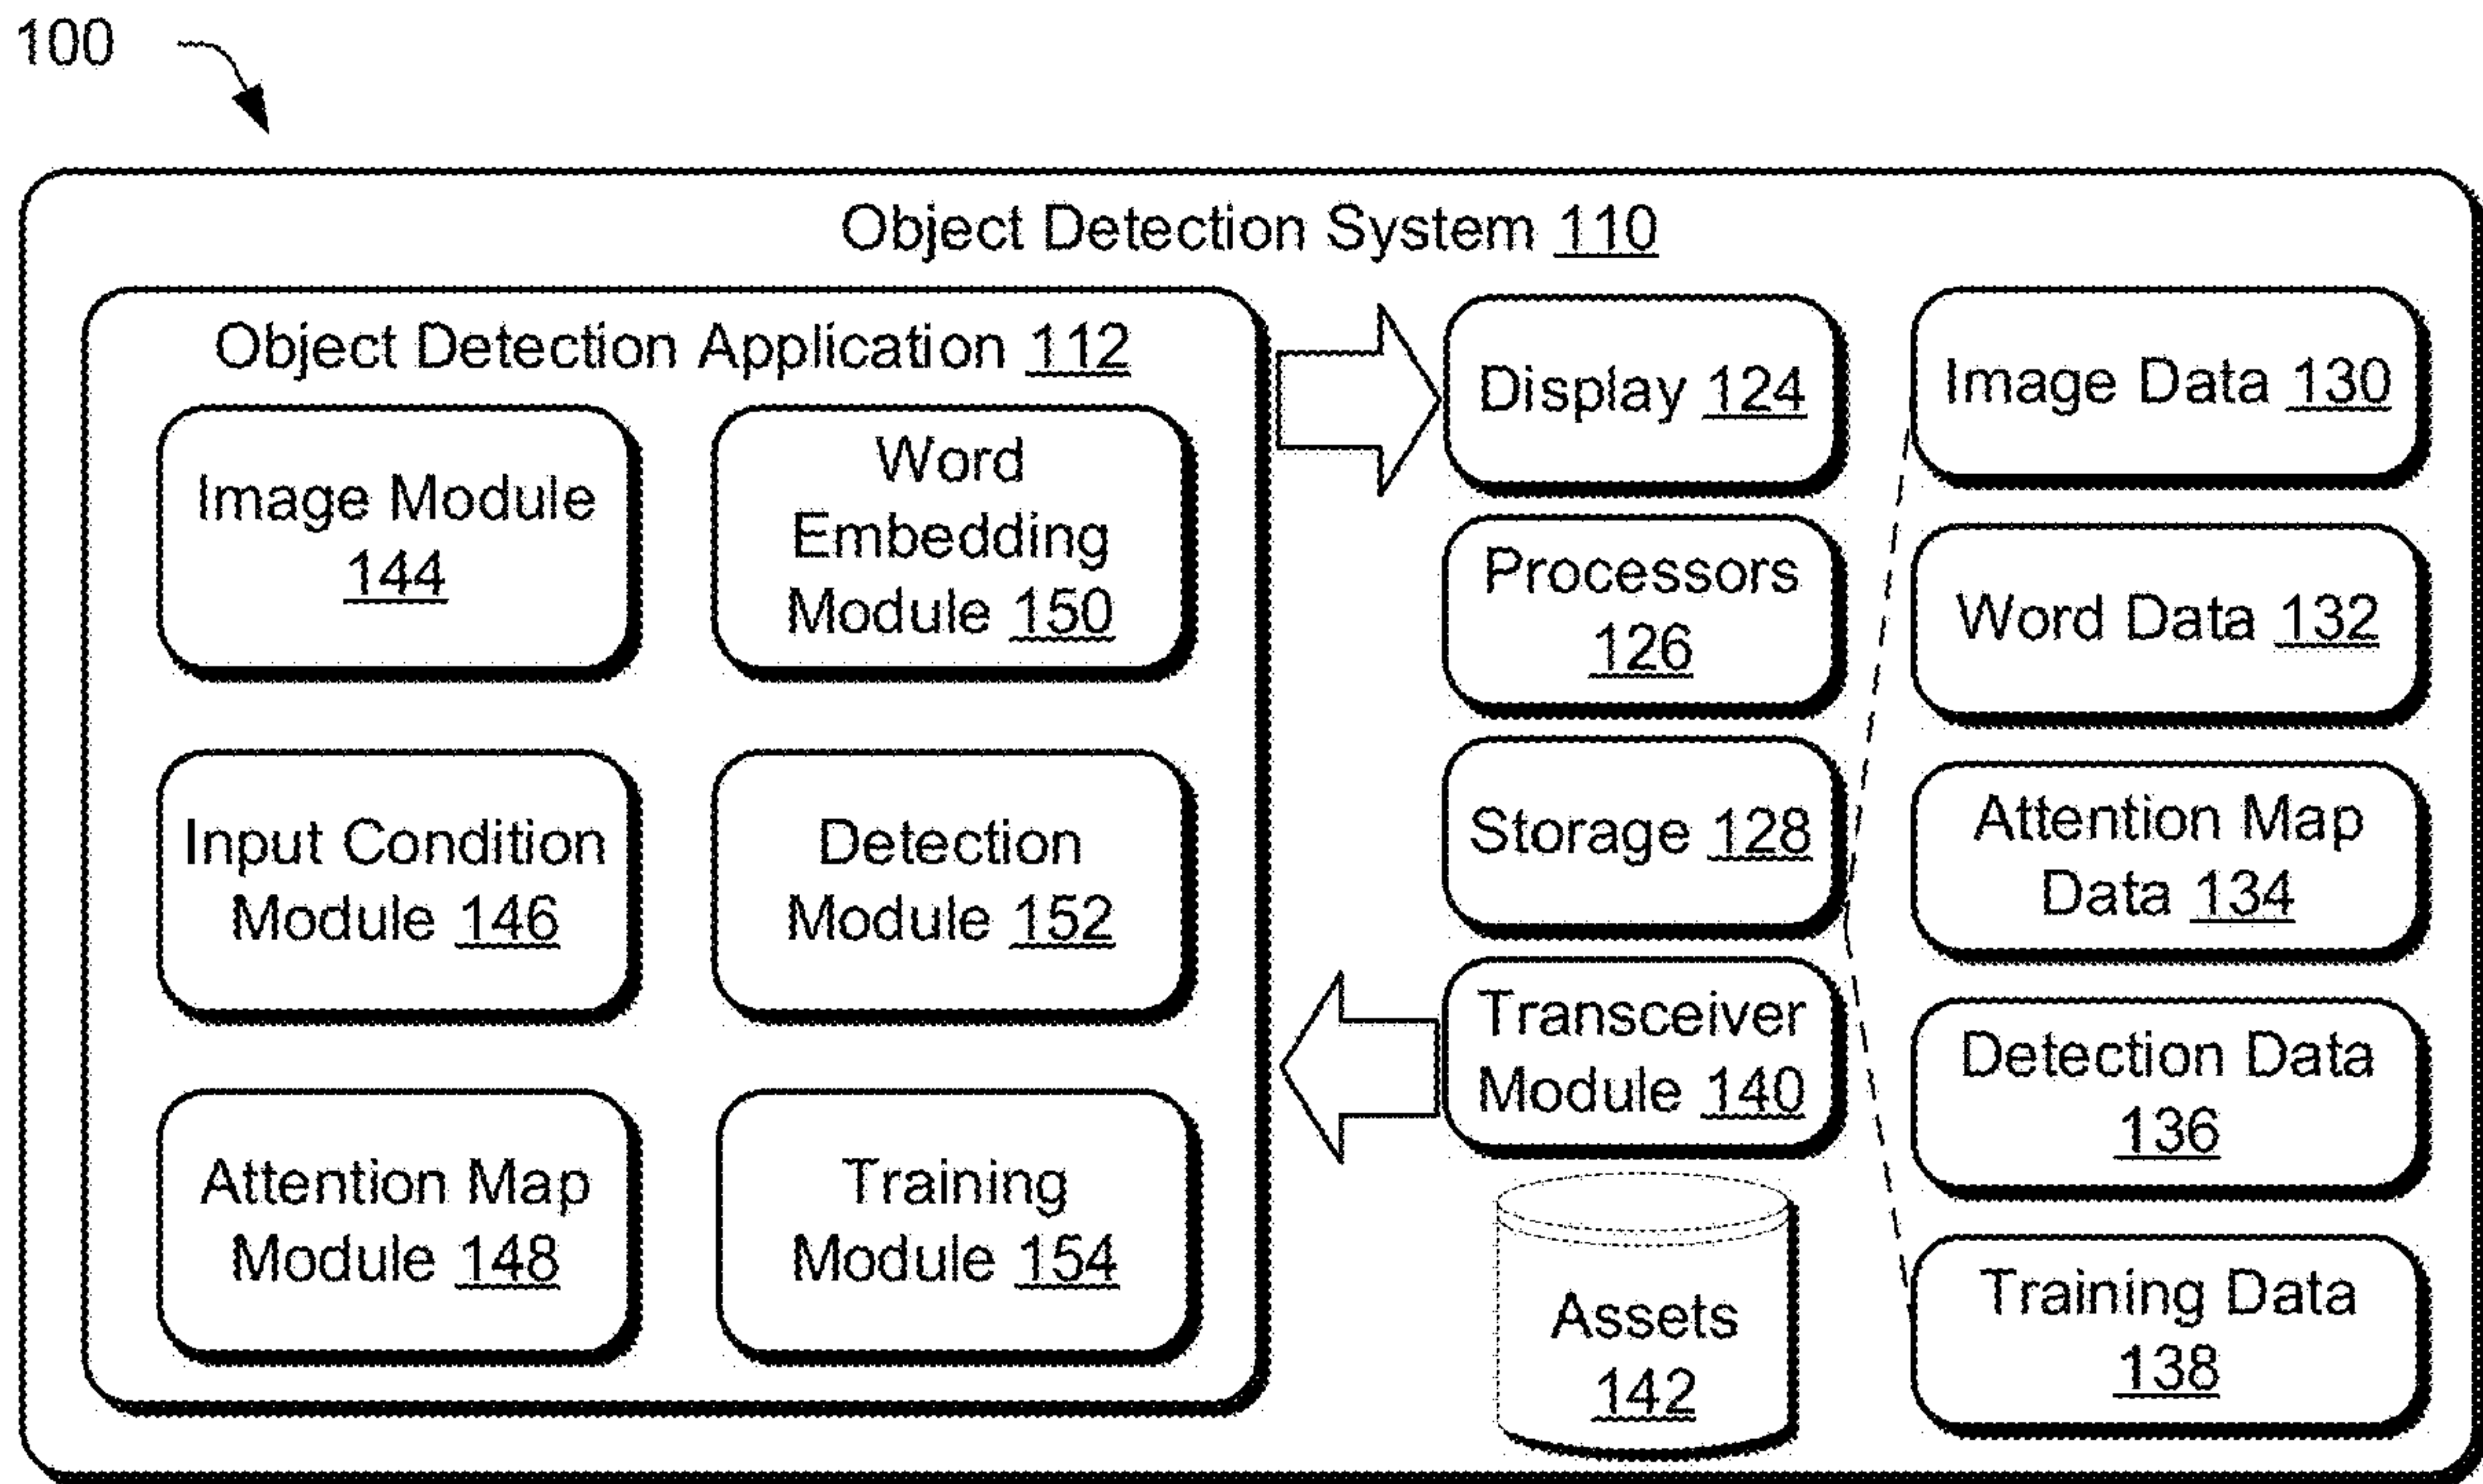 100
Object Detection System 110
Object Detection Application 112
Image Module
144
Word
Embedding
Module 150
Input Condition
Module 146
Detection
Module 152
Attention Map
Module 148
Training
Module 154
Display 124
Processors
126
Storage 128
Transceiver
Module 140
Assets
142
Image Data 130
Word Data 132
Attention Map
Data 134
Detection Data
136
Training Data
138